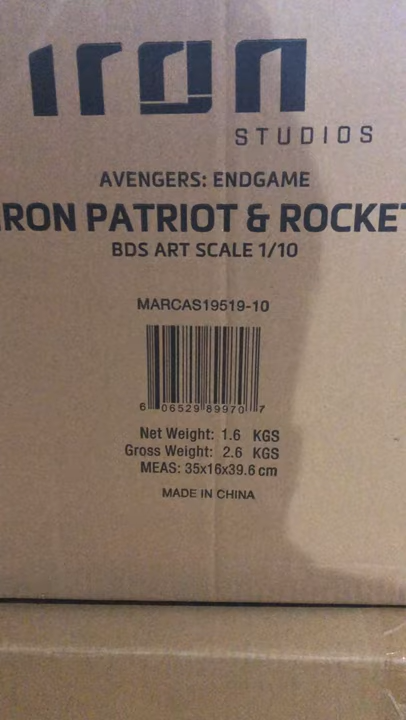 iron
STUDIOS
AVENGERS: ENDGAME
IRON PATRIOT & ROCKET
BDS ART SCALE 1/10
MARCAS19519-10
6 06529 89970 7
Net Weight: 1.6 KGS
Gross Weight: 2.6 KGS
MEAS: 35x16x39.6 cm
MADE IN CHINA